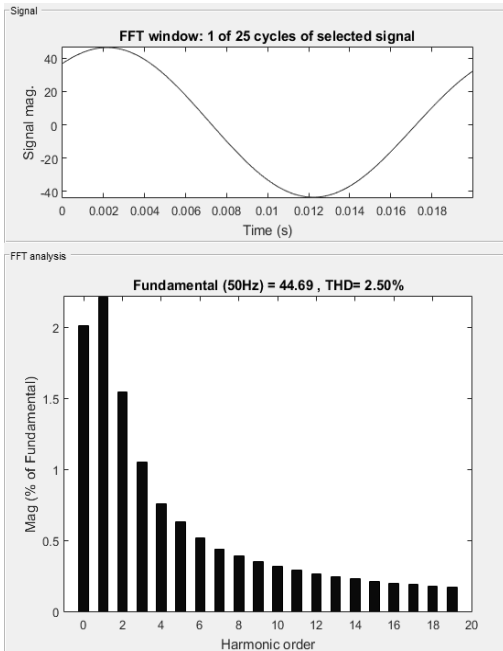 Signal
FFT window: 1 of 25 cycles of selected signal
40
20
0
-20
-40
Signal mag.
0 0.002 0.004 0.006 0.008 0.01 0.012 0.014 0.016 0.018
Time (s)
FFT analysis
Fundamental (50Hz) = 44.69 , THD= 2.50%
2
1.5
1
0.5
0
Mag (% of Fundamental)
0 2 4 6 8 10 12 14 16 18 20
Harmonic order